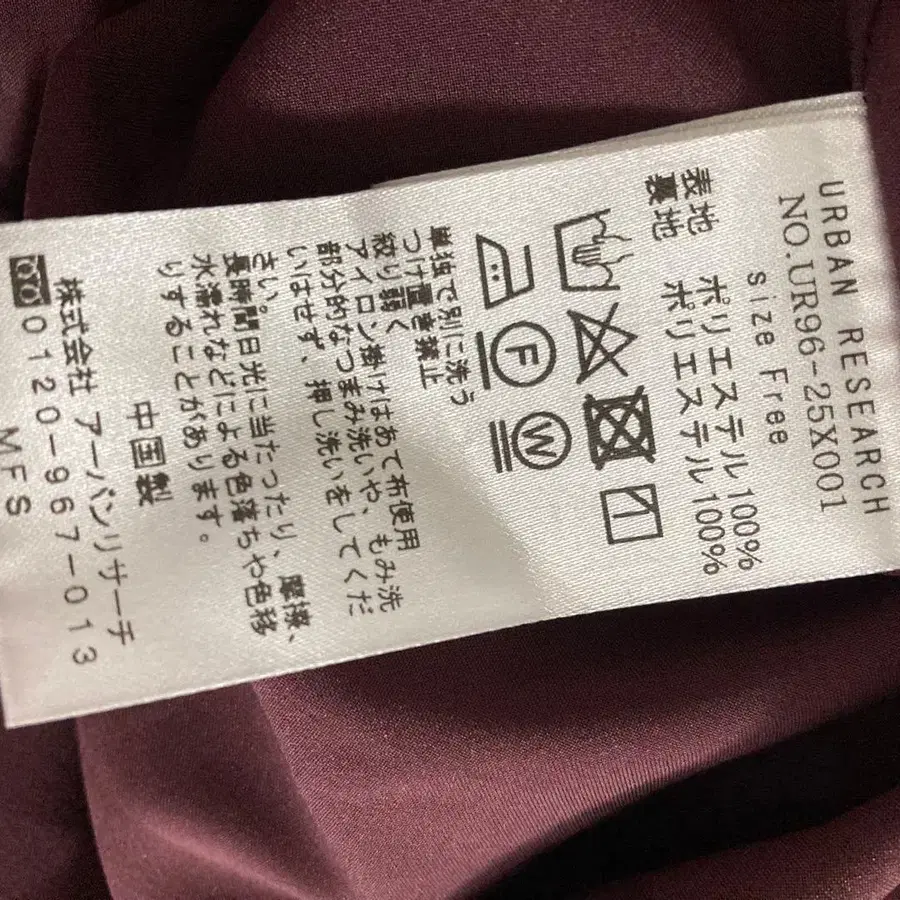 URBAN RESEARCH
NO.UR96-25X001
size Free
表地 ポリエステル100%
裏地 ポリエステル100%
F
W
単独で別に洗う
つけ置き禁止
絞り弱く
アイロン掛けはあて布使用
部分的なつまみ洗いや、もみ洗
いはせず、押し洗いをしてくだ
さい。
長時間日光に当たったり、摩擦、
水濡れなどによる色落ちや色移
りすることがあります。
中国製
株式会社 アーバンリサーチ
0120-967-013
MFS